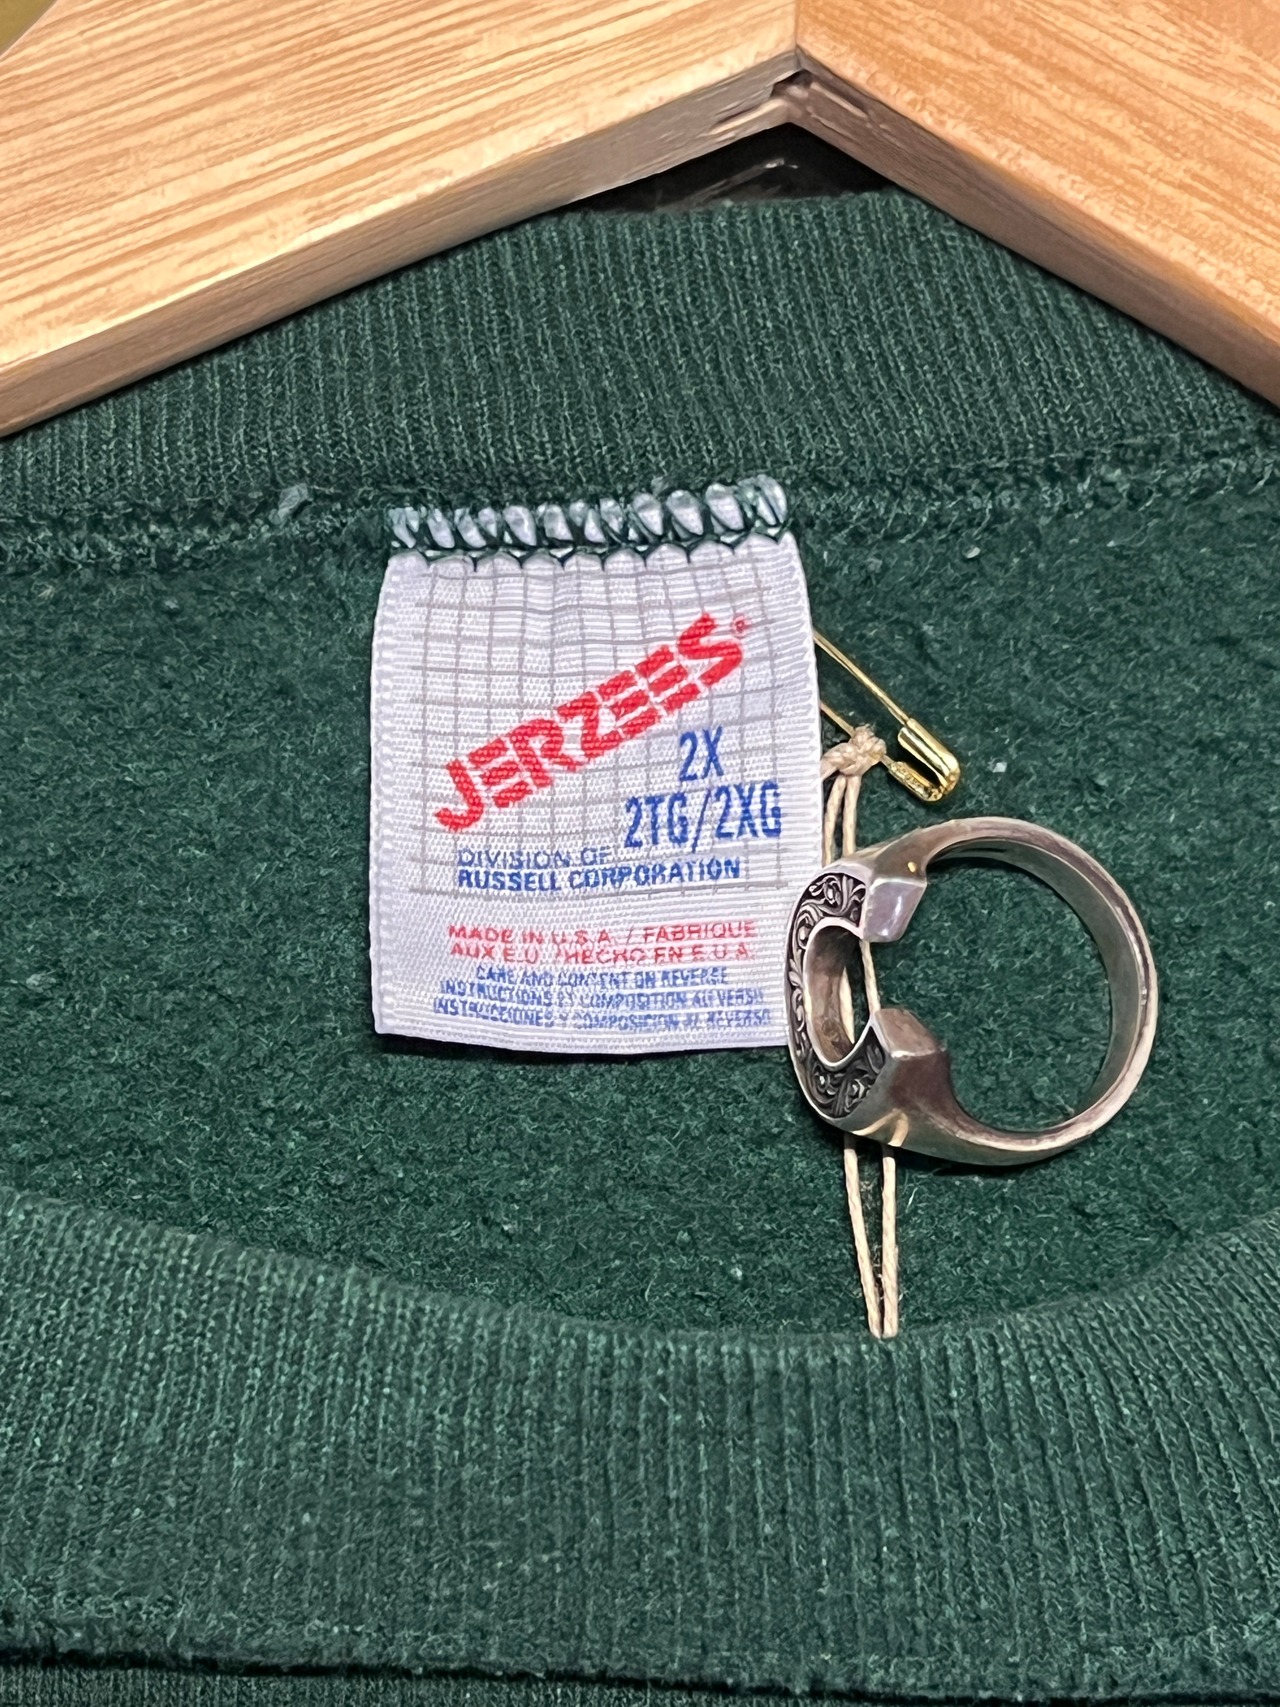 JERZEES®
2X
2TG/2XG
DIVISION OF
RUSSELL CORPORATION
MADE IN U.S.A. / FABRIQUE
AUX E.U. /HECHO EN E.U.A.
CARE AND CONTENT ON REVERSE
INSTRUCTIONS ET COMPOSITION AU VERSO
INSTRUCCIONES Y COMPOSICION AL REVERSO